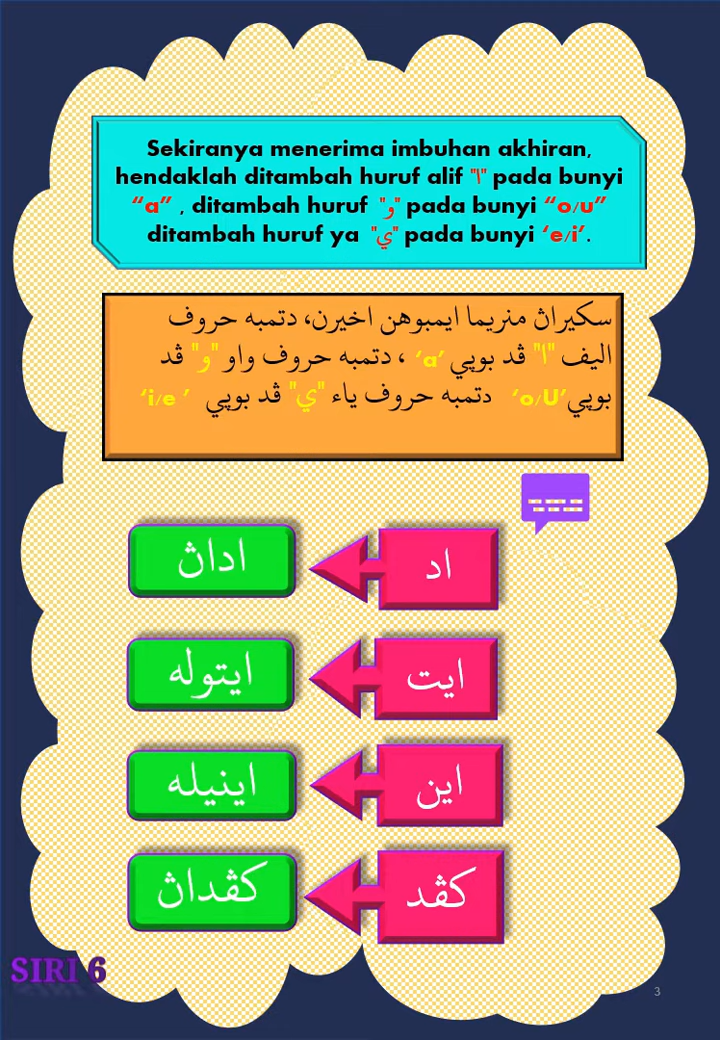 Sekiranya menerima imbuhan akhiran,
hendaklah ditambah huruf alif "ا" pada bunyi
“a” , ditambah huruf "و" pada bunyi “o/u”
ditambah huruf ya "ي" pada bunyi ‘e/i’.
سكيراڽ منريما ايمبوهن اخيرن، دتمبه حروف
اليف "ا" ڤد بوڽي ‘a’ ، دتمبه حروف واو "و" ڤد
بوڽي ‘o/U’ دتمبه حروف ياء "ي" ڤد بوڽي ‘i/e’
اد
اداڽ
ايت
ايتوله
اين
اينيله
كڤد
كڤداڽ
SIRI 6
3